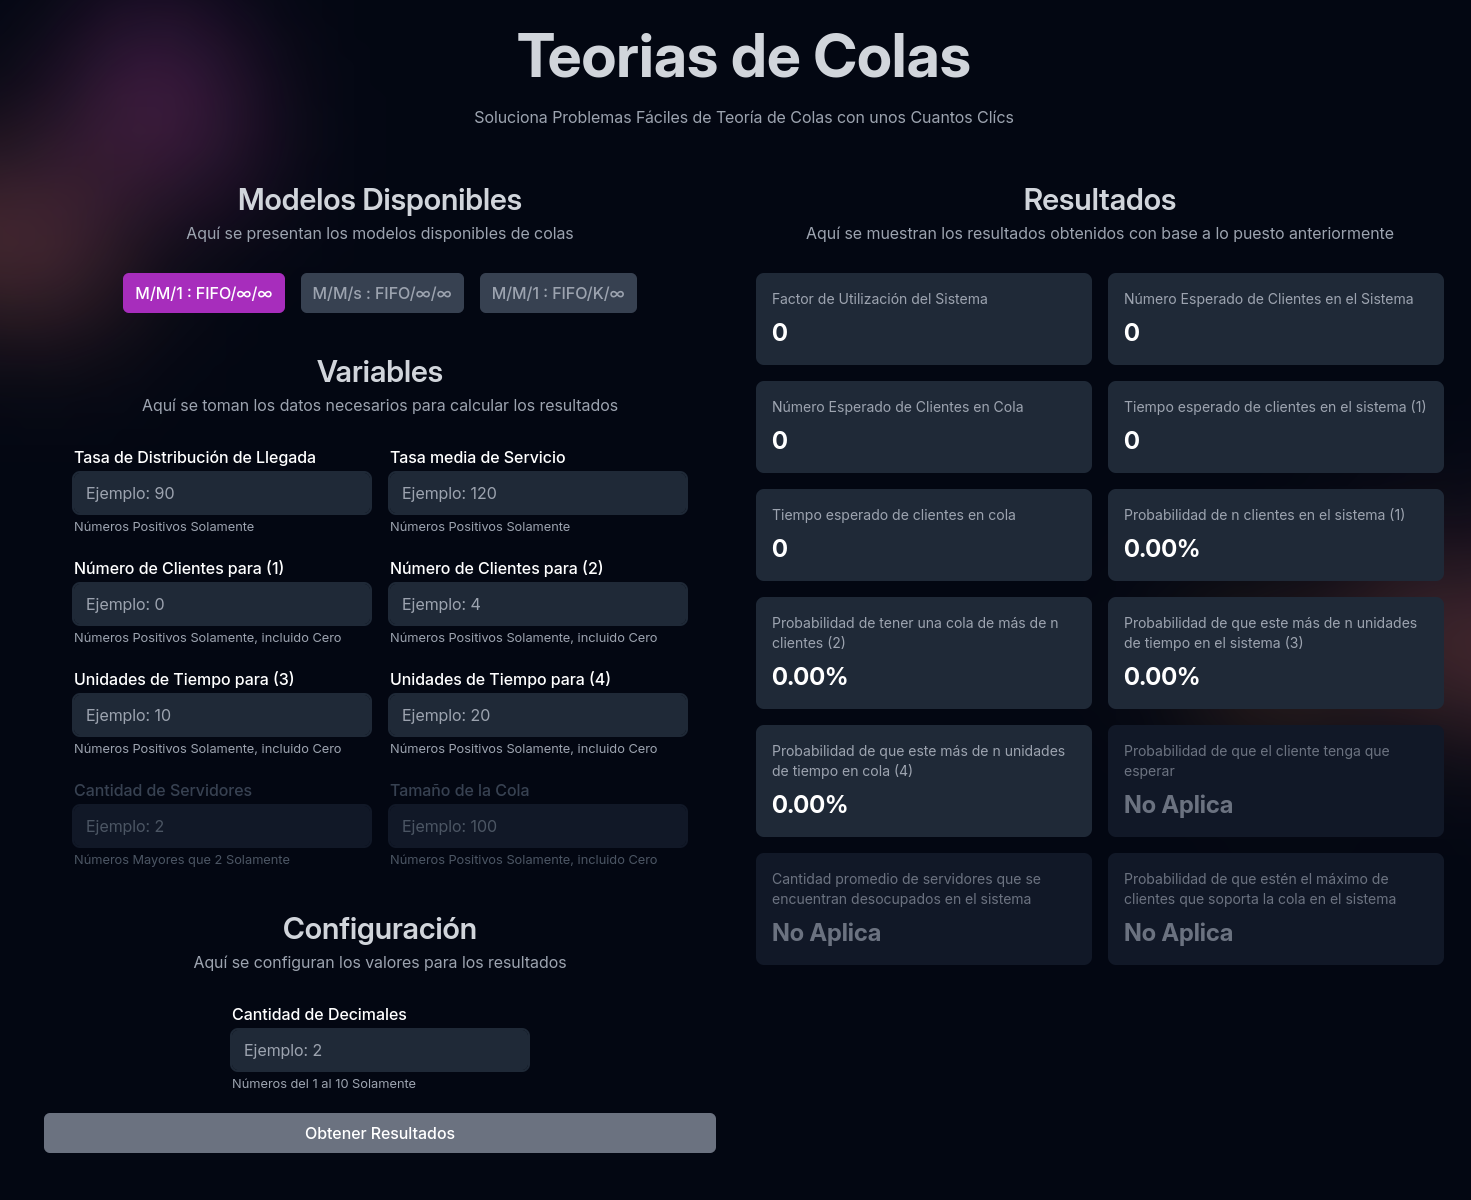 Teorias de Colas
Soluciona Problemas Fáciles de Teoría de Colas con unos Cuantos Clícs
Modelos Disponibles
Aquí se presentan los modelos disponibles de colas
M/M/1 : FIFO/∞/∞
M/M/s : FIFO/∞/∞
M/M/1 : FIFO/K/∞
Variables
Aquí se toman los datos necesarios para calcular los resultados
Tasa de Distribución de Llegada
Ejemplo: 90
Números Positivos Solamente
Tasa media de Servicio
Ejemplo: 120
Números Positivos Solamente
Número de Clientes para (1)
Ejemplo: 0
Números Positivos Solamente, incluido Cero
Número de Clientes para (2)
Ejemplo: 4
Números Positivos Solamente, incluido Cero
Unidades de Tiempo para (3)
Ejemplo: 10
Números Positivos Solamente, incluido Cero
Unidades de Tiempo para (4)
Ejemplo: 20
Números Positivos Solamente, incluido Cero
Cantidad de Servidores
Ejemplo: 2
Números Mayores que 2 Solamente
Tamaño de la Cola
Ejemplo: 100
Números Positivos Solamente, incluido Cero
Configuración
Aquí se configuran los valores para los resultados
Cantidad de Decimales
Ejemplo: 2
Números del 1 al 10 Solamente
Obtener Resultados
Resultados
Aquí se muestran los resultados obtenidos con base a lo puesto anteriormente
Factor de Utilización del Sistema
0
Número Esperado de Clientes en el Sistema
0
Número Esperado de Clientes en Cola
0
Tiempo esperado de clientes en el sistema (1)
0
Tiempo esperado de clientes en cola
0
Probabilidad de n clientes en el sistema (1)
0.00%
Probabilidad de tener una cola de más de n
clientes (2)
0.00%
Probabilidad de que este más de n unidades
de tiempo en el sistema (3)
0.00%
Probabilidad de que este más de n unidades
de tiempo en cola (4)
0.00%
Probabilidad de que el cliente tenga que
esperar
No Aplica
Cantidad promedio de servidores que se
encuentran desocupados en el sistema
No Aplica
Probabilidad de que estén el máximo de
clientes que soporta la cola en el sistema
No Aplica